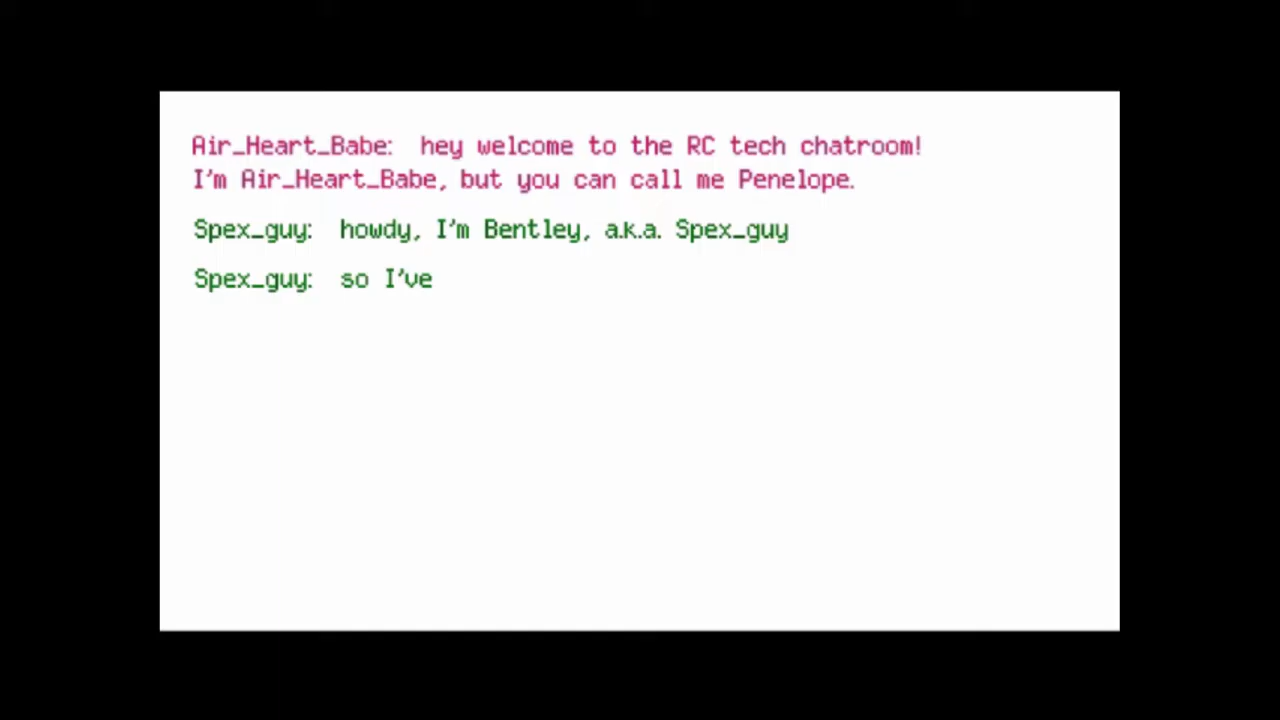 Air_Heart_Babe: hey welcome to the RC tech chatroom!
I'm Air_Heart_Babe, but you can call me Penelope.
Spex_guy: howdy, I'm Bentley, a.k.a. Spex_guy
Spex_guy: so I've